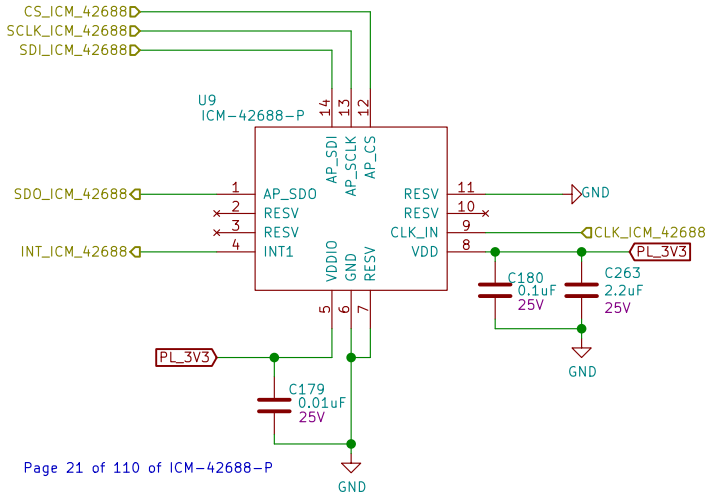 CS_ICM_42688
SCLK_ICM_42688
SDI_ICM_42688
U9
ICM-42688-P
14
13
12
AP_SDI
AP_SCLK
AP_CS
SDO_ICM_42688
1
AP_SDO
RESV
11
GND
2
RESV
RESV
10
3
RESV
CLK_IN
9
CLK_ICM_42688
INT_ICM_42688
4
INT1
VDD
8
PL_3V3
VDDIO
GND
RESV
5
6
7
C180
0.1uF
25V
C263
2.2uF
25V
GND
PL_3V3
C179
0.01uF
25V
Page 21 of 110 of ICM-42688-P
GND